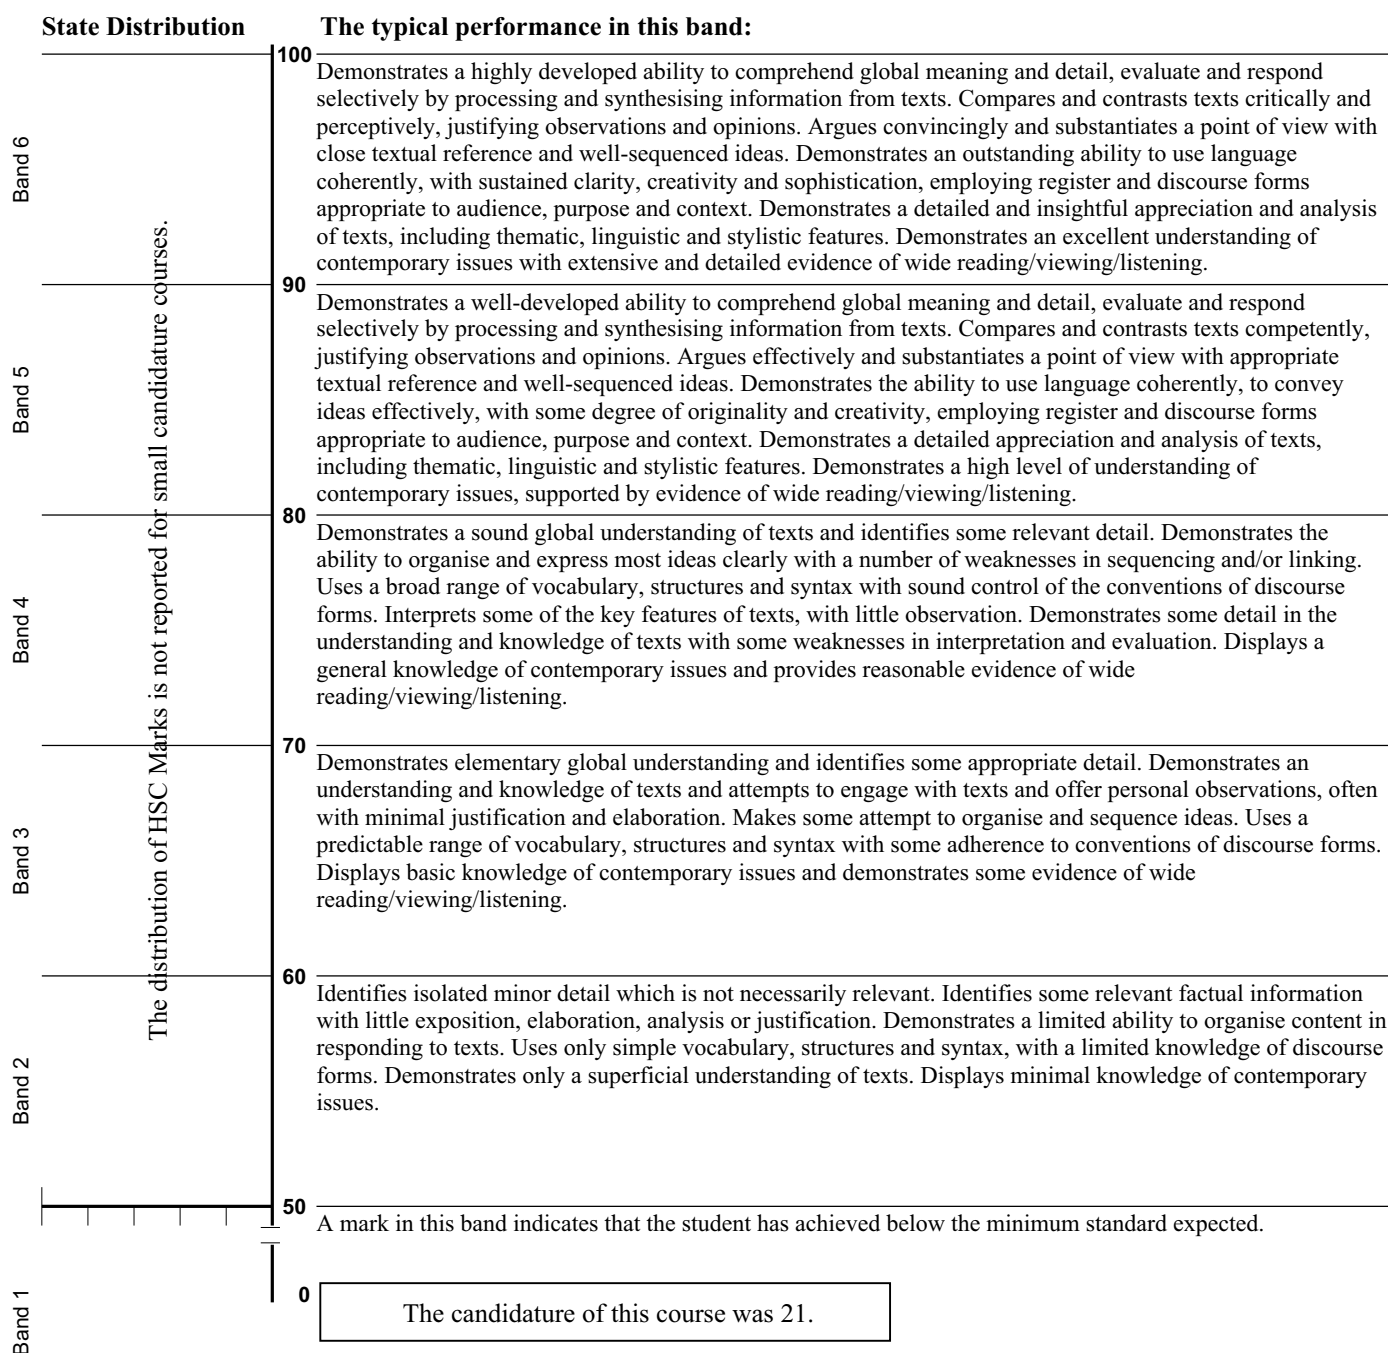 State Distribution
The typical performance in this band:
100
Demonstrates a highly developed ability to comprehend global meaning and detail, evaluate and respond
selectively by processing and synthesising information from texts. Compares and contrasts texts critically and
perceptively, justifying observations and opinions. Argues convincingly and substantiates a point of view with
close textual reference and well-sequenced ideas. Demonstrates an outstanding ability to use language
coherently, with sustained clarity, creativity and sophistication, employing register and discourse forms
appropriate to audience, purpose and context. Demonstrates a detailed and insightful appreciation and analysis
of texts, including thematic, linguistic and stylistic features. Demonstrates an excellent understanding of
contemporary issues with extensive and detailed evidence of wide reading/viewing/listening.
Band 6
90
Demonstrates a well-developed ability to comprehend global meaning and detail, evaluate and respond
selectively by processing and synthesising information from texts. Compares and contrasts texts competently,
justifying observations and opinions. Argues effectively and substantiates a point of view with appropriate
textual reference and well-sequenced ideas. Demonstrates the ability to use language coherently, to convey
ideas effectively, with some degree of originality and creativity, employing register and discourse forms
appropriate to audience, purpose and context. Demonstrates a detailed appreciation and analysis of texts,
including thematic, linguistic and stylistic features. Demonstrates a high level of understanding of
contemporary issues, supported by evidence of wide reading/viewing/listening.
Band 5
80
Demonstrates a sound global understanding of texts and identifies some relevant detail. Demonstrates the
ability to organise and express most ideas clearly with a number of weaknesses in sequencing and/or linking.
Uses a broad range of vocabulary, structures and syntax with sound control of the conventions of discourse
forms. Interprets some of the key features of texts, with little observation. Demonstrates some detail in the
understanding and knowledge of texts with some weaknesses in interpretation and evaluation. Displays a
general knowledge of contemporary issues and provides reasonable evidence of wide
reading/viewing/listening.
Band 4
The distribution of HSC Marks is not reported for small candidature courses.
70
Demonstrates elementary global understanding and identifies some appropriate detail. Demonstrates an
understanding and knowledge of texts and attempts to engage with texts and offer personal observations, often
with minimal justification and elaboration. Makes some attempt to organise and sequence ideas. Uses a
predictable range of vocabulary, structures and syntax with some adherence to conventions of discourse forms.
Displays basic knowledge of contemporary issues and demonstrates some evidence of wide
reading/viewing/listening.
Band 3
60
Identifies isolated minor detail which is not necessarily relevant. Identifies some relevant factual information
with little exposition, elaboration, analysis or justification. Demonstrates a limited ability to organise content in
responding to texts. Uses only simple vocabulary, structures and syntax, with a limited knowledge of discourse
forms. Demonstrates only a superficial understanding of texts. Displays minimal knowledge of contemporary
issues.
Band 2
50
A mark in this band indicates that the student has achieved below the minimum standard expected.
0
Band 1
The candidature of this course was 21.